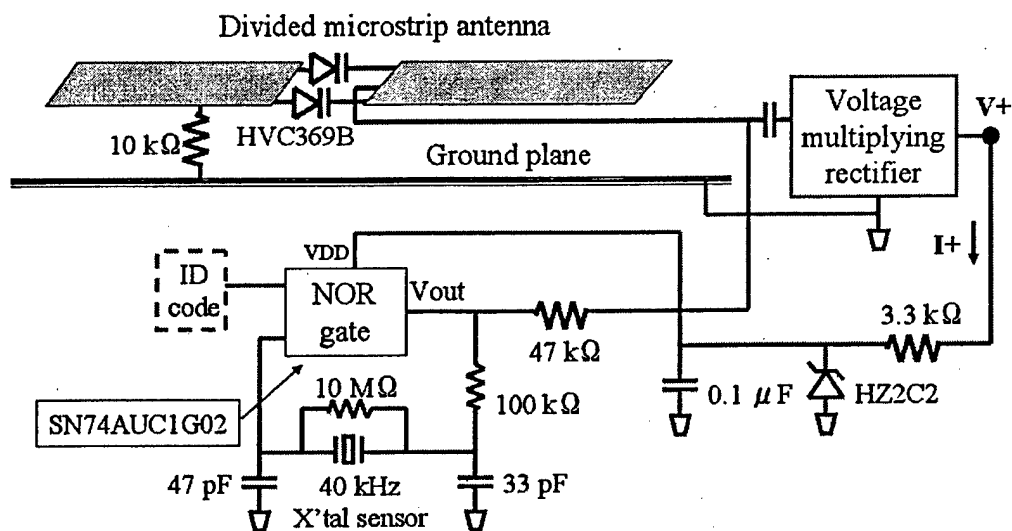 Divided microstrip antenna
HVC369B
10 kΩ
Ground plane
Voltage
multiplying
rectifier
V+
I+
VDD
ID
code
NOR
gate
Vout
47 kΩ
3.3 kΩ
10 MΩ
100 kΩ
0.1 μF
HZ2C2
SN74AUC1G02
47 pF
40 kHz
33 pF
X'tal sensor